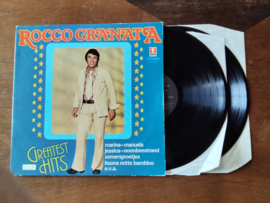 ROCCO GRANATA
marina-manuela
jessica-noordzeestrand
zomersproetjes
buona notte bambino
e.v.a.
GREATEST
HITS